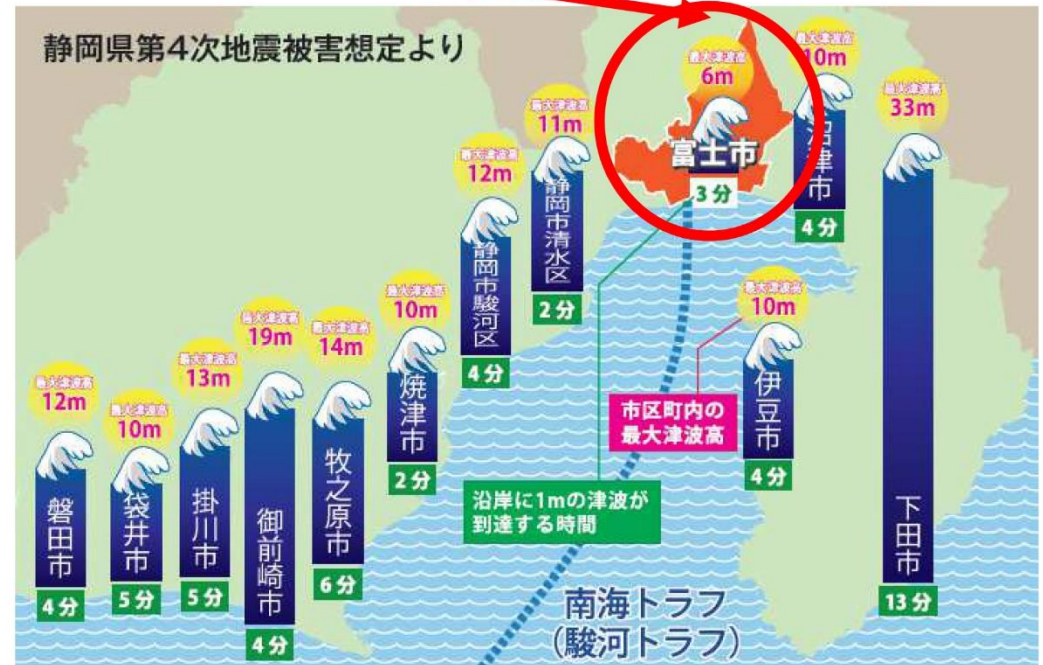 静岡県第4次地震被害想定より
最大津波高
6m
富士市
3分
最大津波高
10m
沼津市
4分
最大津波高
33m
下田市
13分
最大津波高
11m
静岡市清水区
2分
最大津波高
12m
静岡市駿河区
4分
最大津波高
10m
焼津市
2分
最大津波高
14m
牧之原市
6分
最大津波高
19m
御前崎市
4分
最大津波高
13m
掛川市
5分
最大津波高
10m
袋井市
5分
最大津波高
12m
磐田市
4分
最大津波高
10m
伊豆市
4分
市区町内の
最大津波高
沿岸に1mの津波が
到達する時間
南海トラフ
(駿河トラフ)